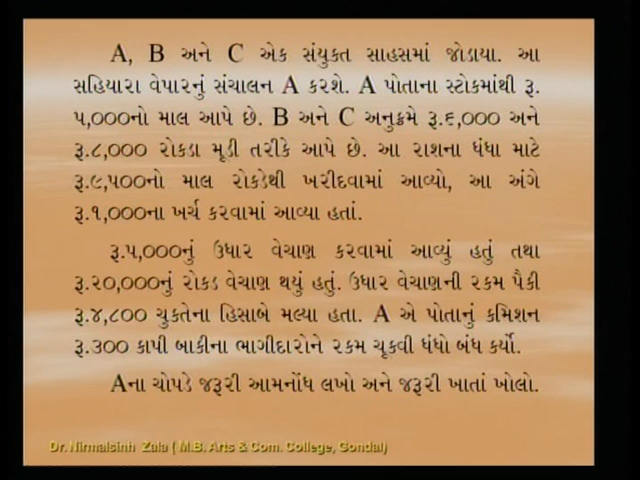 A, B અને C એક સંયુક્ત સાહસમાં જોડાયા. આ
સહિયારા વેપારનું સંચાલન A કરશે. A પોતાના સ્ટોકમાંથી રૂ.
૫,૦૦૦નો માલ આપે છે. B અને C અનુક્રમે રૂ.૬,૦૦૦ અને
રૂ.૮,૦૦૦ રોકડા મૂડી તરીકે આપે છે. આ રાશના ધંધા માટે
રૂ.૯,૫૦૦નો માલ રોકડેથી ખરીદવામાં આવ્યો, આ અંગે
રૂ.૧,૦૦૦ના ખર્ચ કરવામાં આવ્યા હતાં.
રૂ.૫,૦૦૦નું ઉધાર વેચાણ કરવામાં આવ્યું હતું તથા
રૂ.૨૦,૦૦૦નું રોકડ વેચાણ થયું હતું. ઉધાર વેચાણની રકમ પૈકી
રૂ.૪,૮૦૦ ચુક્તેના હિસાબે મલ્યા હતા. A એ પોતાનું કમિશન
રૂ.૩૦૦ કાપી બાકીના ભાગીદારોને રકમ ચૂકવી ધંધો બંધ કર્યો.
Aના ચોપડે જરૂરી આમનોંધ લખો અને જરૂરી ખાતાં ખોલો.
Dr. Nirmalsinh Zala ( M.B. Arts & Com. College, Gondal)